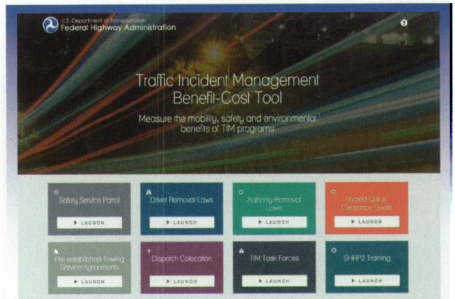 U.S. Department of Transportation
Federal Highway Administration
?
Traffic Incident Management
Benefit-Cost Tool
Measure the mobility, safety and environmental
benefits of TIM programs
Safety Service Patrol
LAUNCH
Driver Removal Laws
LAUNCH
Authority Removal
Laws
LAUNCH
Shared Quick
Clearance Goals
LAUNCH
Pre-established Towing
Service Agreements
LAUNCH
Dispatch Colocation
LAUNCH
TIM Task Forces
LAUNCH
SHRP2 Training
LAUNCH